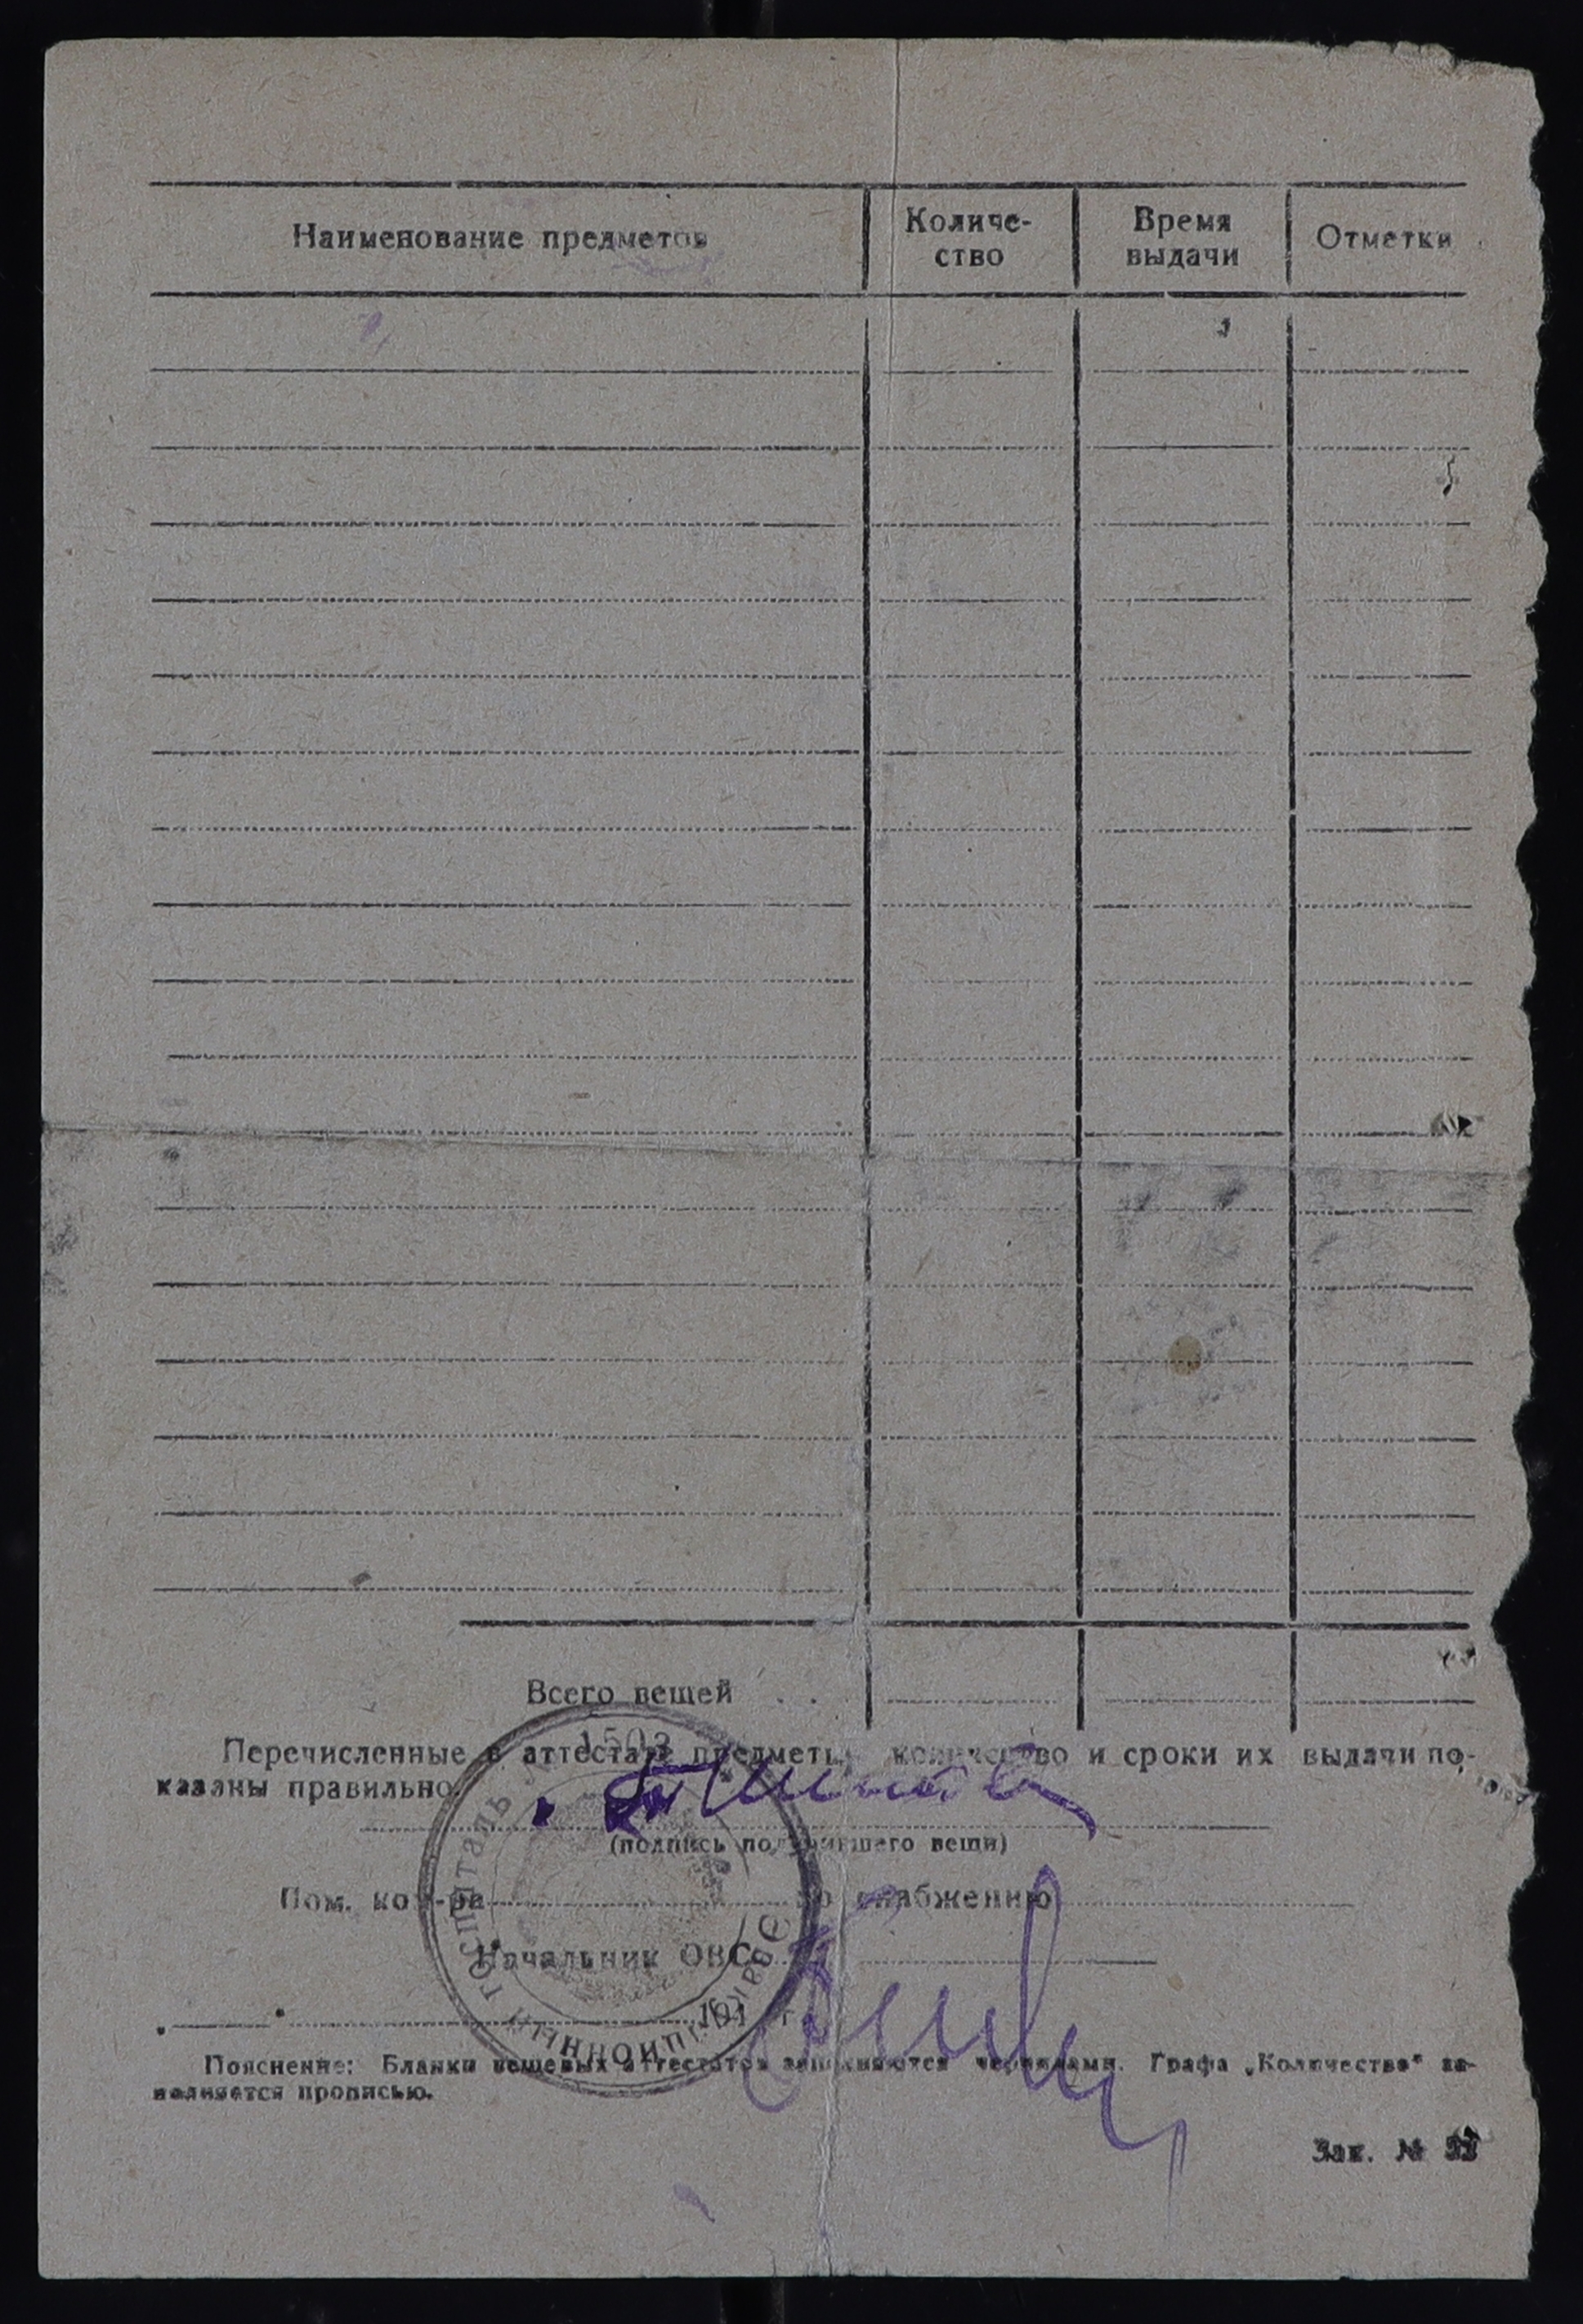 Наименование предметов
Количе-
ство
Время
выдачи
Отметки
Всего вещей . .
Перечисленные в аттестате предметы, количество и сроки их выдачи по-
казаны правильно.
(подпись получившего вещи)
Пом. ком-ра по снабжению
Начальник ОВС
194 г.
Пояснение: Бланки вещевых аттестатов заполняются чернилами. Графа „Количество" за-
полняется прописью.
Зак. №
1503
Эвакуационный госпиталь